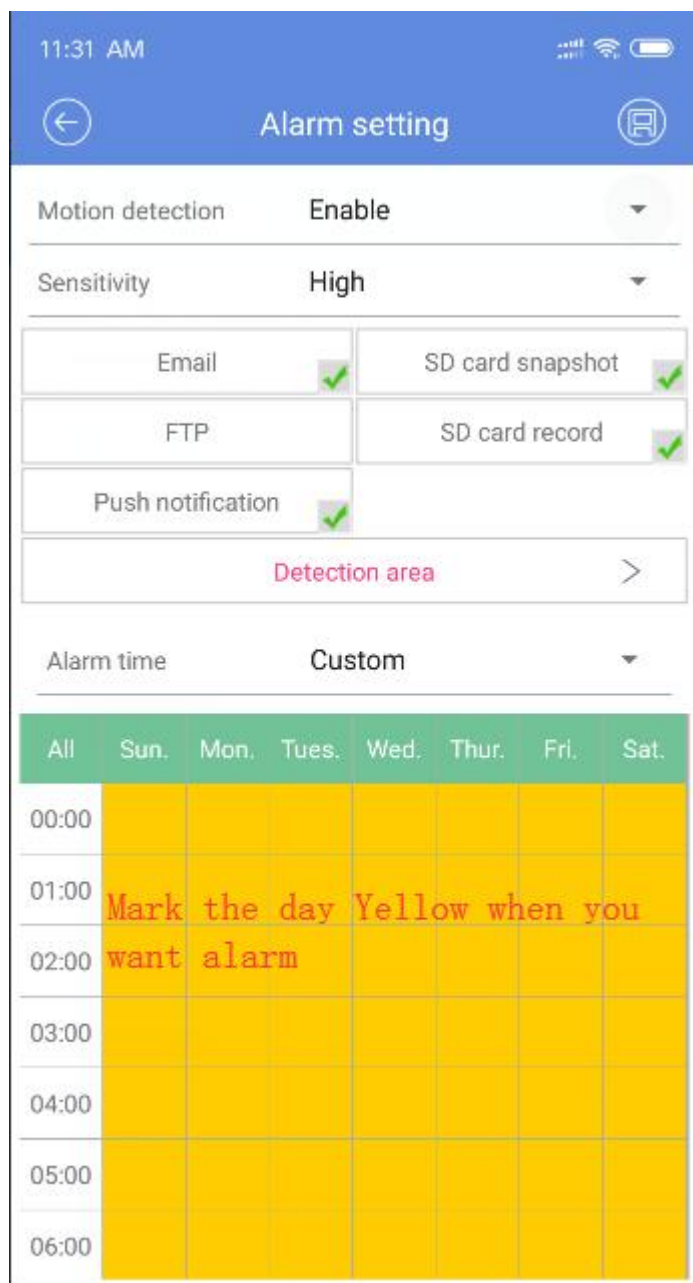 11:31 AM
Alarm setting
Motion detection Enable
Sensitivity High
Email SD card snapshot
FTP SD card record
Push notification
Detection area
Alarm time Custom
All Sun. Mon. Tues. Wed. Thur. Fri. Sat.
00:00
01:00 Mark the day Yellow when you
02:00 want alarm
03:00
04:00
05:00
06:00